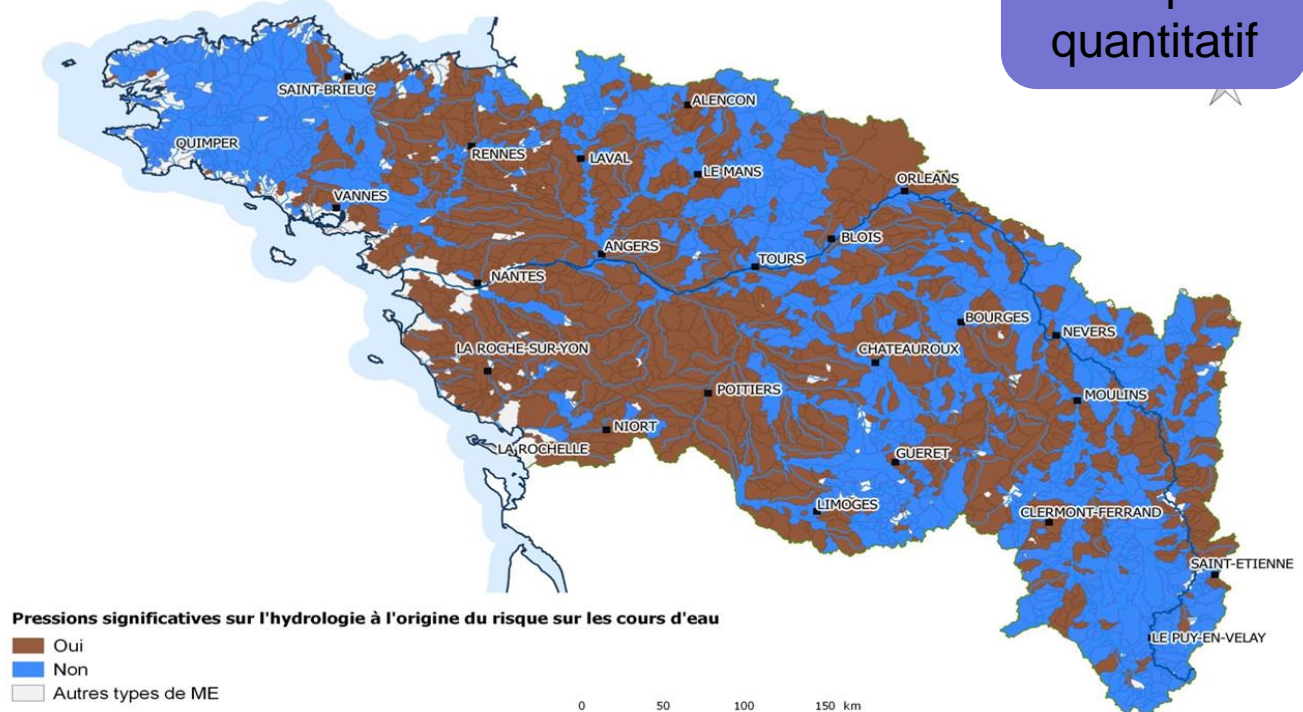 quantitatif
SAINT-BRIEUC
ALENCON
QUIMPER
RENNES
LAVAL
LE MANS
ORLEANS
VANNES
BLOIS
ANGERS
TOURS
NANTES
BOURGES
NEVERS
LA ROCHE-SUR-YON
CHATEAUROUX
POITIERS
MOULINS
NIORT
LA ROCHELLE
GUERET
LIMOGES
CLERMONT-FERRAND
SAINT-ETIENNE
LE PUY-EN-VELAY
Pressions significatives sur l'hydrologie à l'origine du risque sur les cours d'eau
Oui
Non
Autres types de ME
0 50 100 150 km